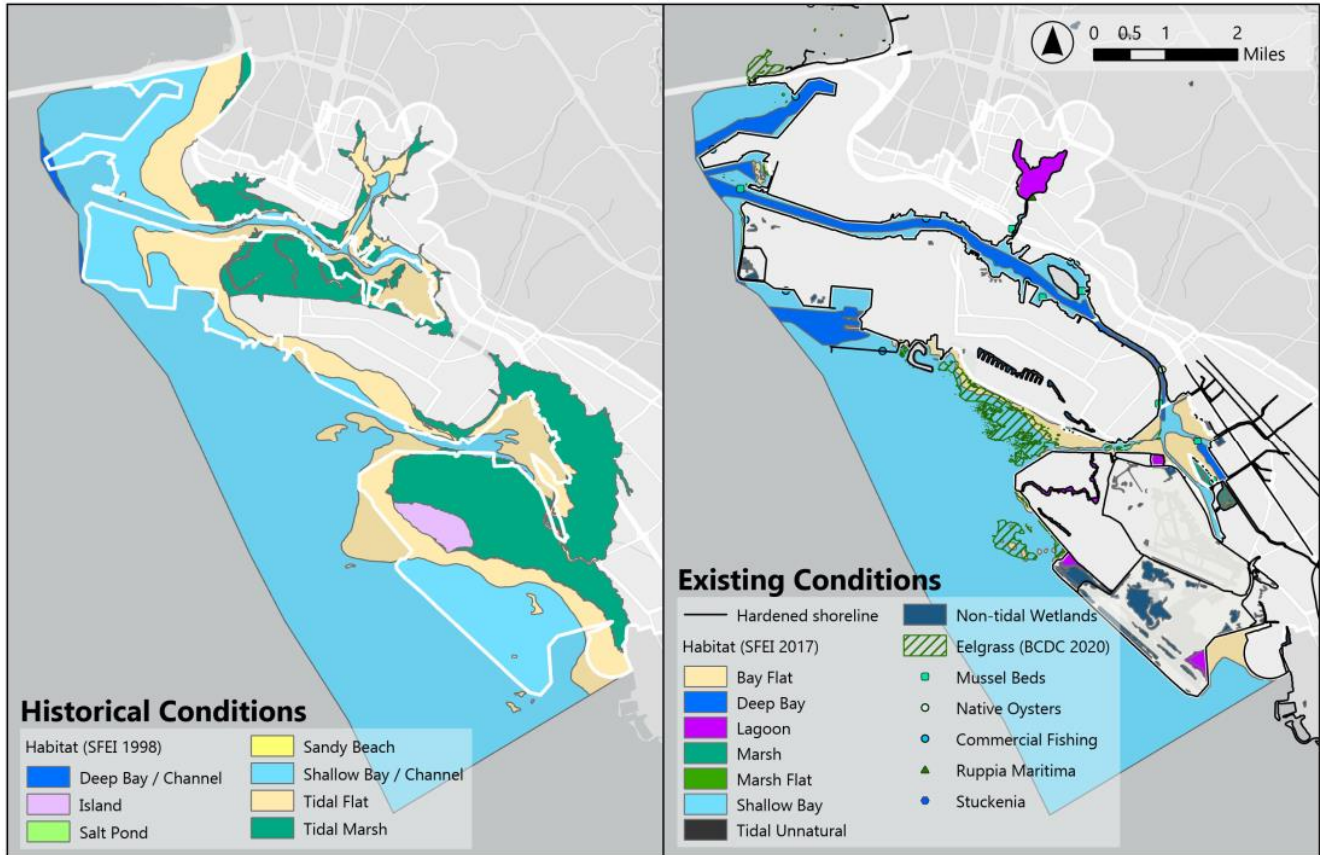 Historical Conditions
Habitat (SFEI 1998)
Deep Bay / Channel
Island
Salt Pond
Sandy Beach
Shallow Bay / Channel
Tidal Flat
Tidal Marsh
0 0.5 1 2
Miles
Existing Conditions
Hardened shoreline
Habitat (SFEI 2017)
Bay Flat
Deep Bay
Lagoon
Marsh
Marsh Flat
Shallow Bay
Tidal Unnatural
Non-tidal Wetlands
Eelgrass (BCDC 2020)
Mussel Beds
Native Oysters
Commercial Fishing
Ruppia Maritima
Stuckenia